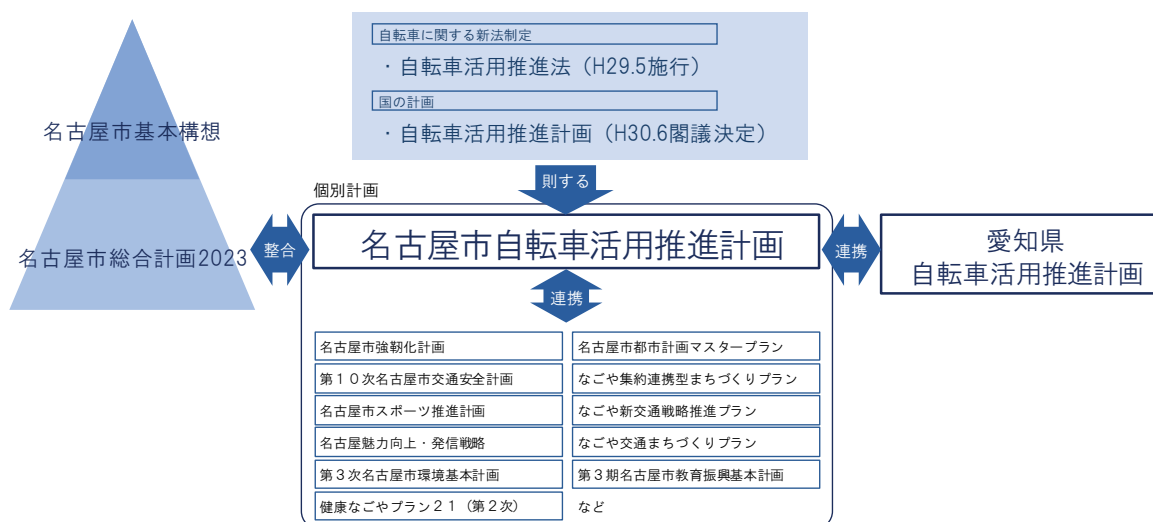 自転車に関する新法制定
・自転車活用推進法（H29.5施行）
国の計画
・自転車活用推進計画（H30.6閣議決定）
名古屋市基本構想
則する
個別計画
名古屋市総合計画2023
整合
名古屋市自転車活用推進計画
連携
愛知県
自転車活用推進計画
連携
名古屋市強靭化計画
名古屋市都市計画マスタープラン
第１０次名古屋市交通安全計画
なごや集約連携型まちづくりプラン
名古屋市スポーツ推進計画
なごや新交通戦略推進プラン
名古屋魅力向上・発信戦略
なごや交通まちづくりプラン
第３次名古屋市環境基本計画
第３期名古屋市教育振興基本計画
健康なごやプラン２１（第２次）
など